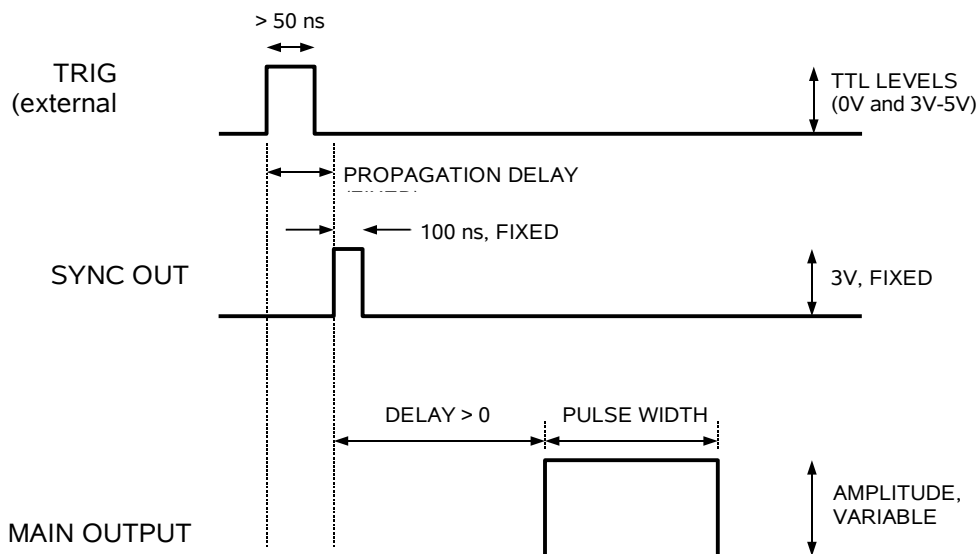 > 50 ns
TRIG
(external
TTL LEVELS
(0V and 3V-5V)
PROPAGATION DELAY
100 ns, FIXED
SYNC OUT
3V, FIXED
DELAY > 0
PULSE WIDTH
AMPLITUDE,
VARIABLE
MAIN OUTPUT